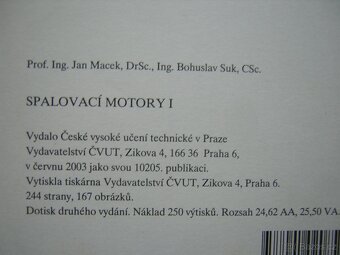 Prof. Ing. Jan Macek, DrSc., Ing. Bohuslav Suk, CSc.
SPALOVACÍ MOTORY I
Vydalo České vysoké učení technické v Praze
Vydavatelství ČVUT, Zikova 4, 166 36 Praha 6,
v červnu 2003 jako svou 10205. publikaci.
Vytiskla tiskárna Vydavatelství ČVUT, Zikova 4, Praha 6.
244 strany, 167 obrázků.
Dotisk druhého vydání. Náklad 250 výtisků. Rozsah 24,62 AA, 25,50 VA.